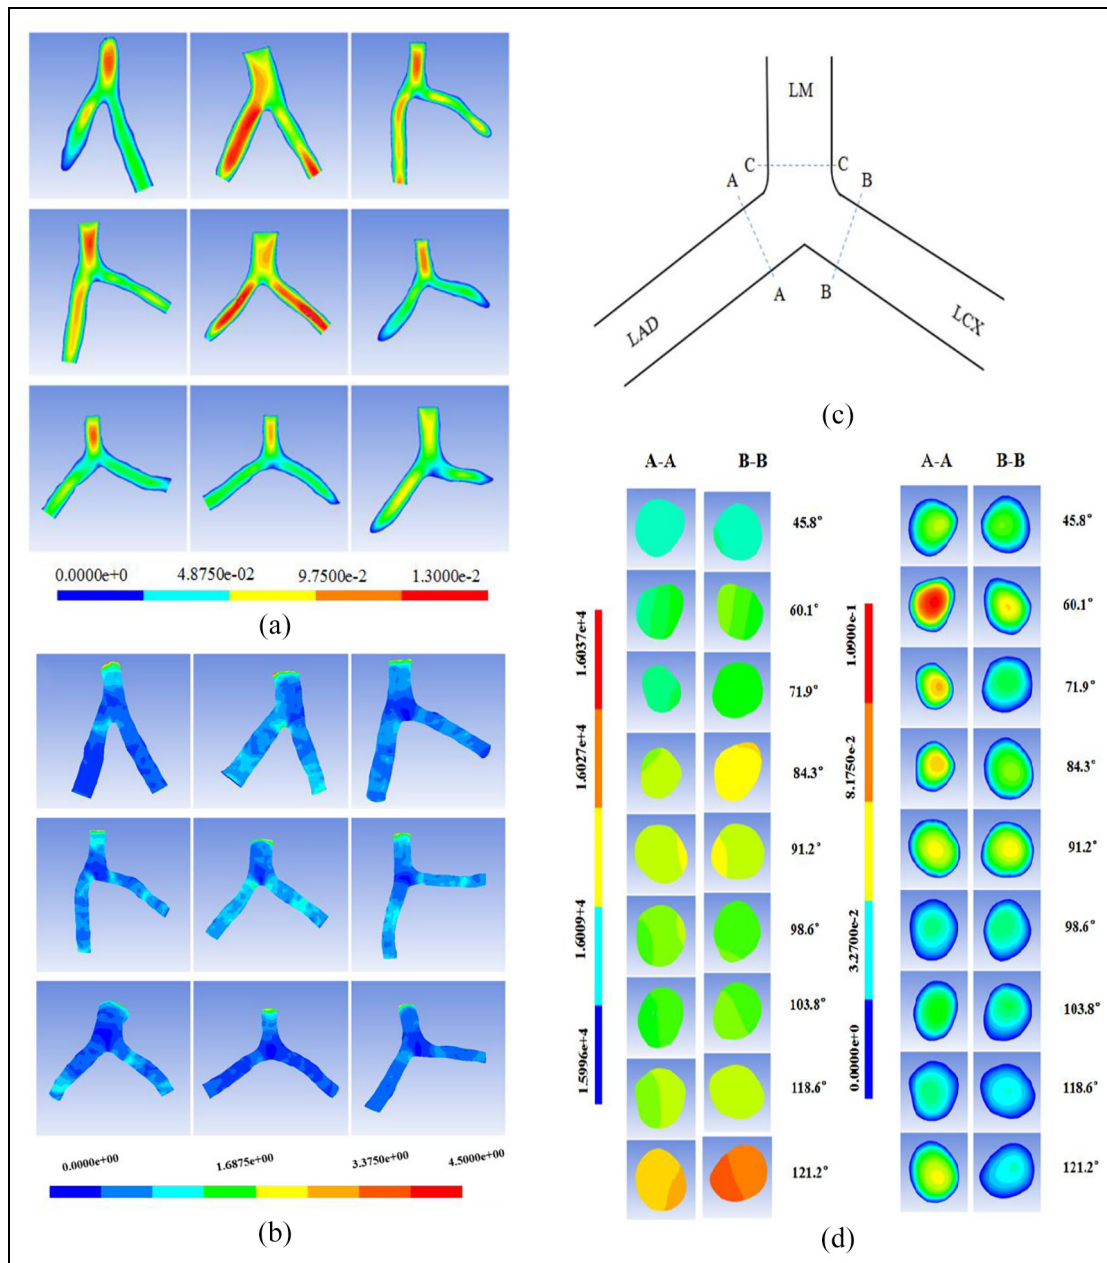 0.0000e+0 4.8750e-02 9.7500e-2 1.3000e-2
(a)
0.0000e+00 1.6875e+00 3.3750e+00 4.5000e+00
(b)
LM
C C
A B
A B
LAD LCX
(c)
A-A B-B A-A B-B
45.8° 45.8°
60.1° 60.1°
71.9° 71.9°
84.3° 84.3°
91.2° 91.2°
98.6° 98.6°
103.8° 103.8°
118.6° 118.6°
121.2° 121.2°
1.5996e+4 1.6009+4 1.6027e+4 1.6037e+4
0.0000e+0 3.2700e-2 8.1750e-2 1.0900e-1
(d)